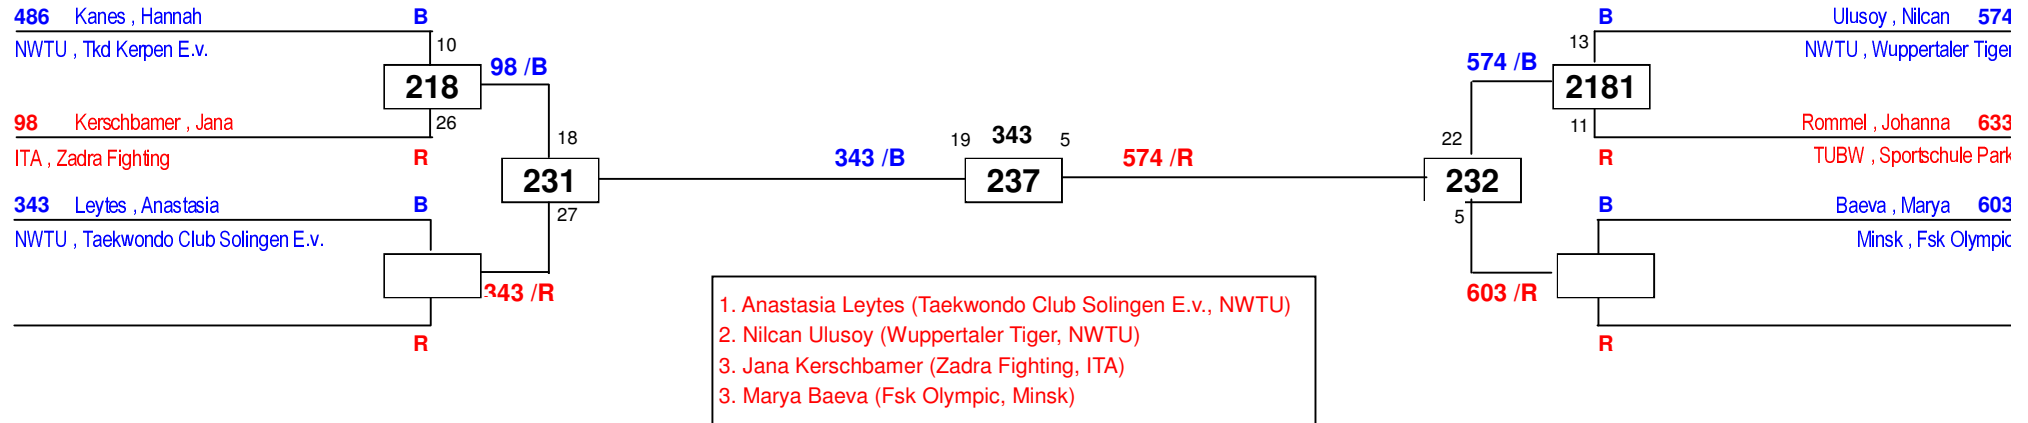 486 Kanes , Hannah B
NWTU , Tkd Kerpen E.v.
10
218
98 /B
98 Kerschbamer , Jana
26
ITA , Zadra Fighting R
343 Leytes , Anastasia B
NWTU , Taekwondo Club Solingen E.v.
343 /R
R
18
231
27
343 /B
19 343 5
237
574 /R
B Ulusoy , Nilcan 574
NWTU , Wuppertaler Tiger
13
574 /B
2181
Rommel , Johanna 633
11
R TUBW , Sportschule Park
22
232
5
B Baeva , Marya 603
Minsk , Fsk Olympic
603 /R
R
1. Anastasia Leytes (Taekwondo Club Solingen E.v., NWTU)
2. Nilcan Ulusoy (Wuppertaler Tiger, NWTU)
3. Jana Kerschbamer (Zadra Fighting, ITA)
3. Marya Baeva (Fsk Olympic, Minsk)